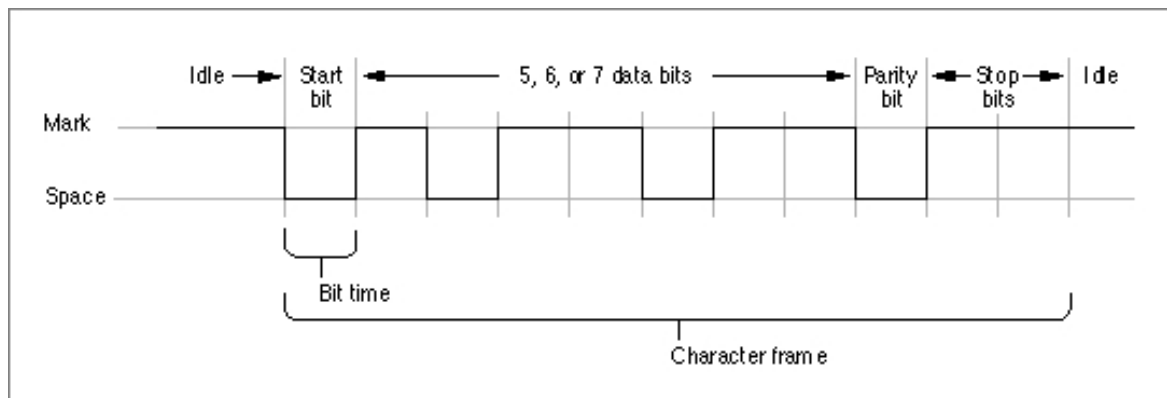 Idle
Start
bit
5, 6, or 7 data bits
Parity
bit
Stop
bits
Idle
Mark
Space
Bit time
Character frame